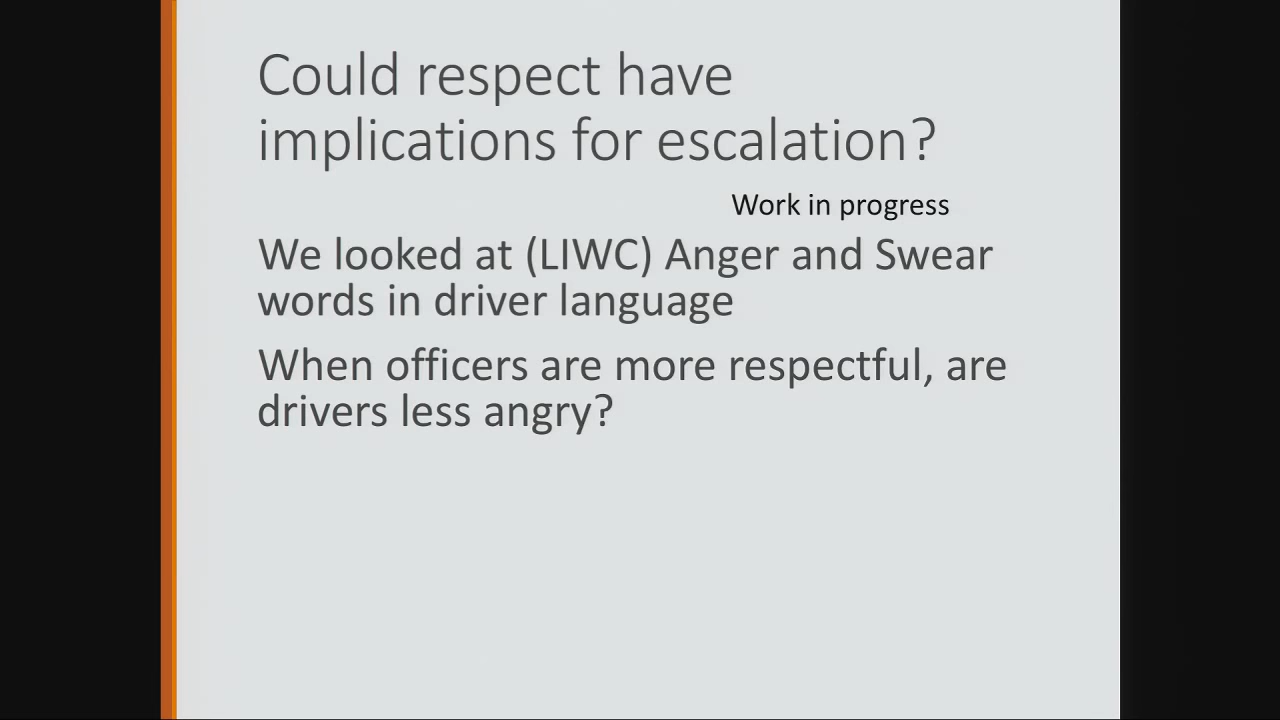 Could respect have
implications for escalation?
Work in progress
We looked at (LIWC) Anger and Swear
words in driver language
When officers are more respectful, are
drivers less angry?